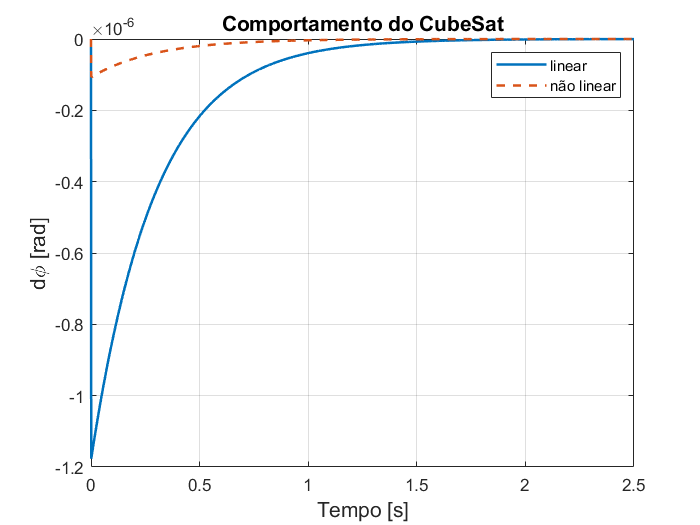 ×10⁻⁶
Comportamento do CubeSat
0
-0.2
-0.4
-0.6
-0.8
-1
-1.2
dϕ [rad]
linear
não linear
0
0.5
1
1.5
2
2.5
Tempo [s]